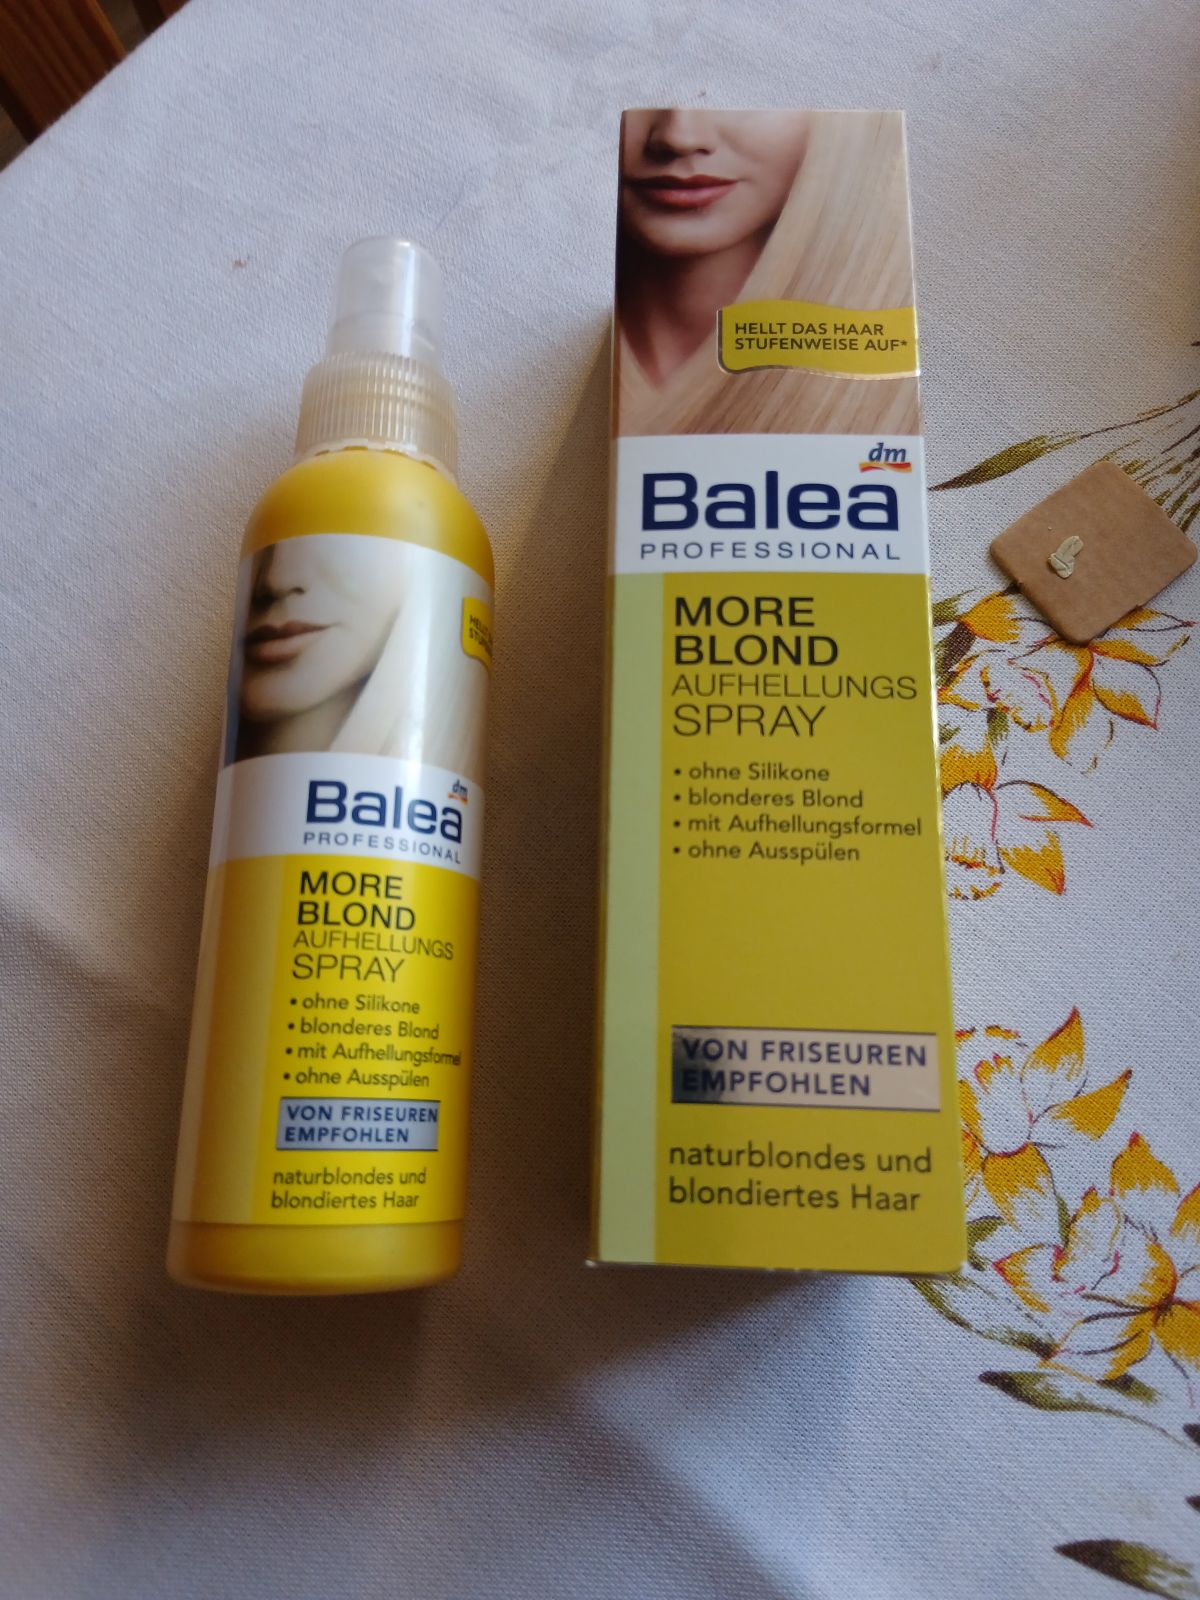 HELLT DAS HAAR
STUFENWEISE AUF*
dm
Balea
PROFESSIONAL
MORE
BLOND
AUFHELLUNGS
SPRAY
• ohne Silikone
• blonderes Blond
• mit Aufhellungsformel
• ohne Ausspülen
VON FRISEUREN
EMPFOHLEN
naturblondes und
blondiertes Haar
dm
Balea
PROFESSIONAL
MORE
BLOND
AUFHELLUNGS
SPRAY
• ohne Silikone
• blonderes Blond
• mit Aufhellungsformel
• ohne Ausspülen
VON FRISEUREN
EMPFOHLEN
naturblondes und
blondiertes Haar